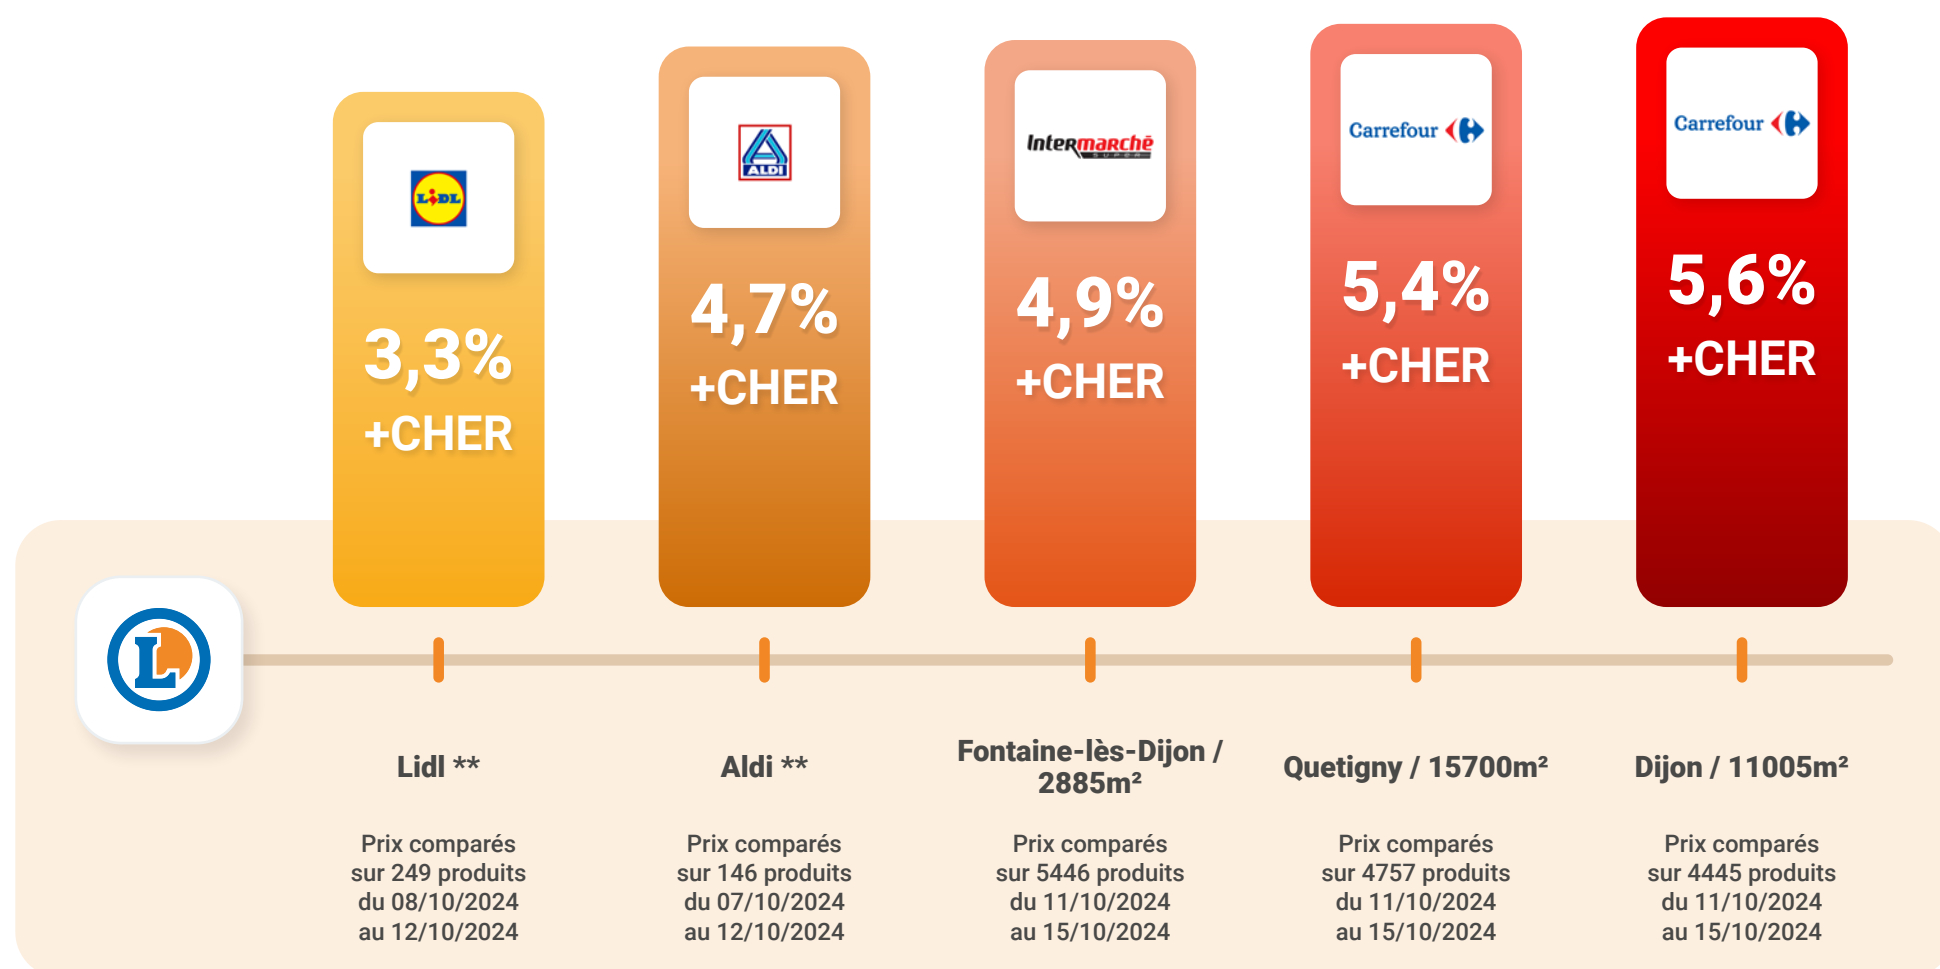 LiDL
3,3%
+CHER
ALDI
4,7%
+CHER
Intermarchē
SUPER
4,9%
+CHER
Carrefour
5,4%
+CHER
Carrefour
5,6%
+CHER
L
Lidl **
Prix comparés
sur 249 produits
du 08/10/2024
au 12/10/2024
Aldi **
Prix comparés
sur 146 produits
du 07/10/2024
au 12/10/2024
Fontaine-lès-Dijon /
2885m²
Prix comparés
sur 5446 produits
du 11/10/2024
au 15/10/2024
Quetigny / 15700m²
Prix comparés
sur 4757 produits
du 11/10/2024
au 15/10/2024
Dijon / 11005m²
Prix comparés
sur 4445 produits
du 11/10/2024
au 15/10/2024